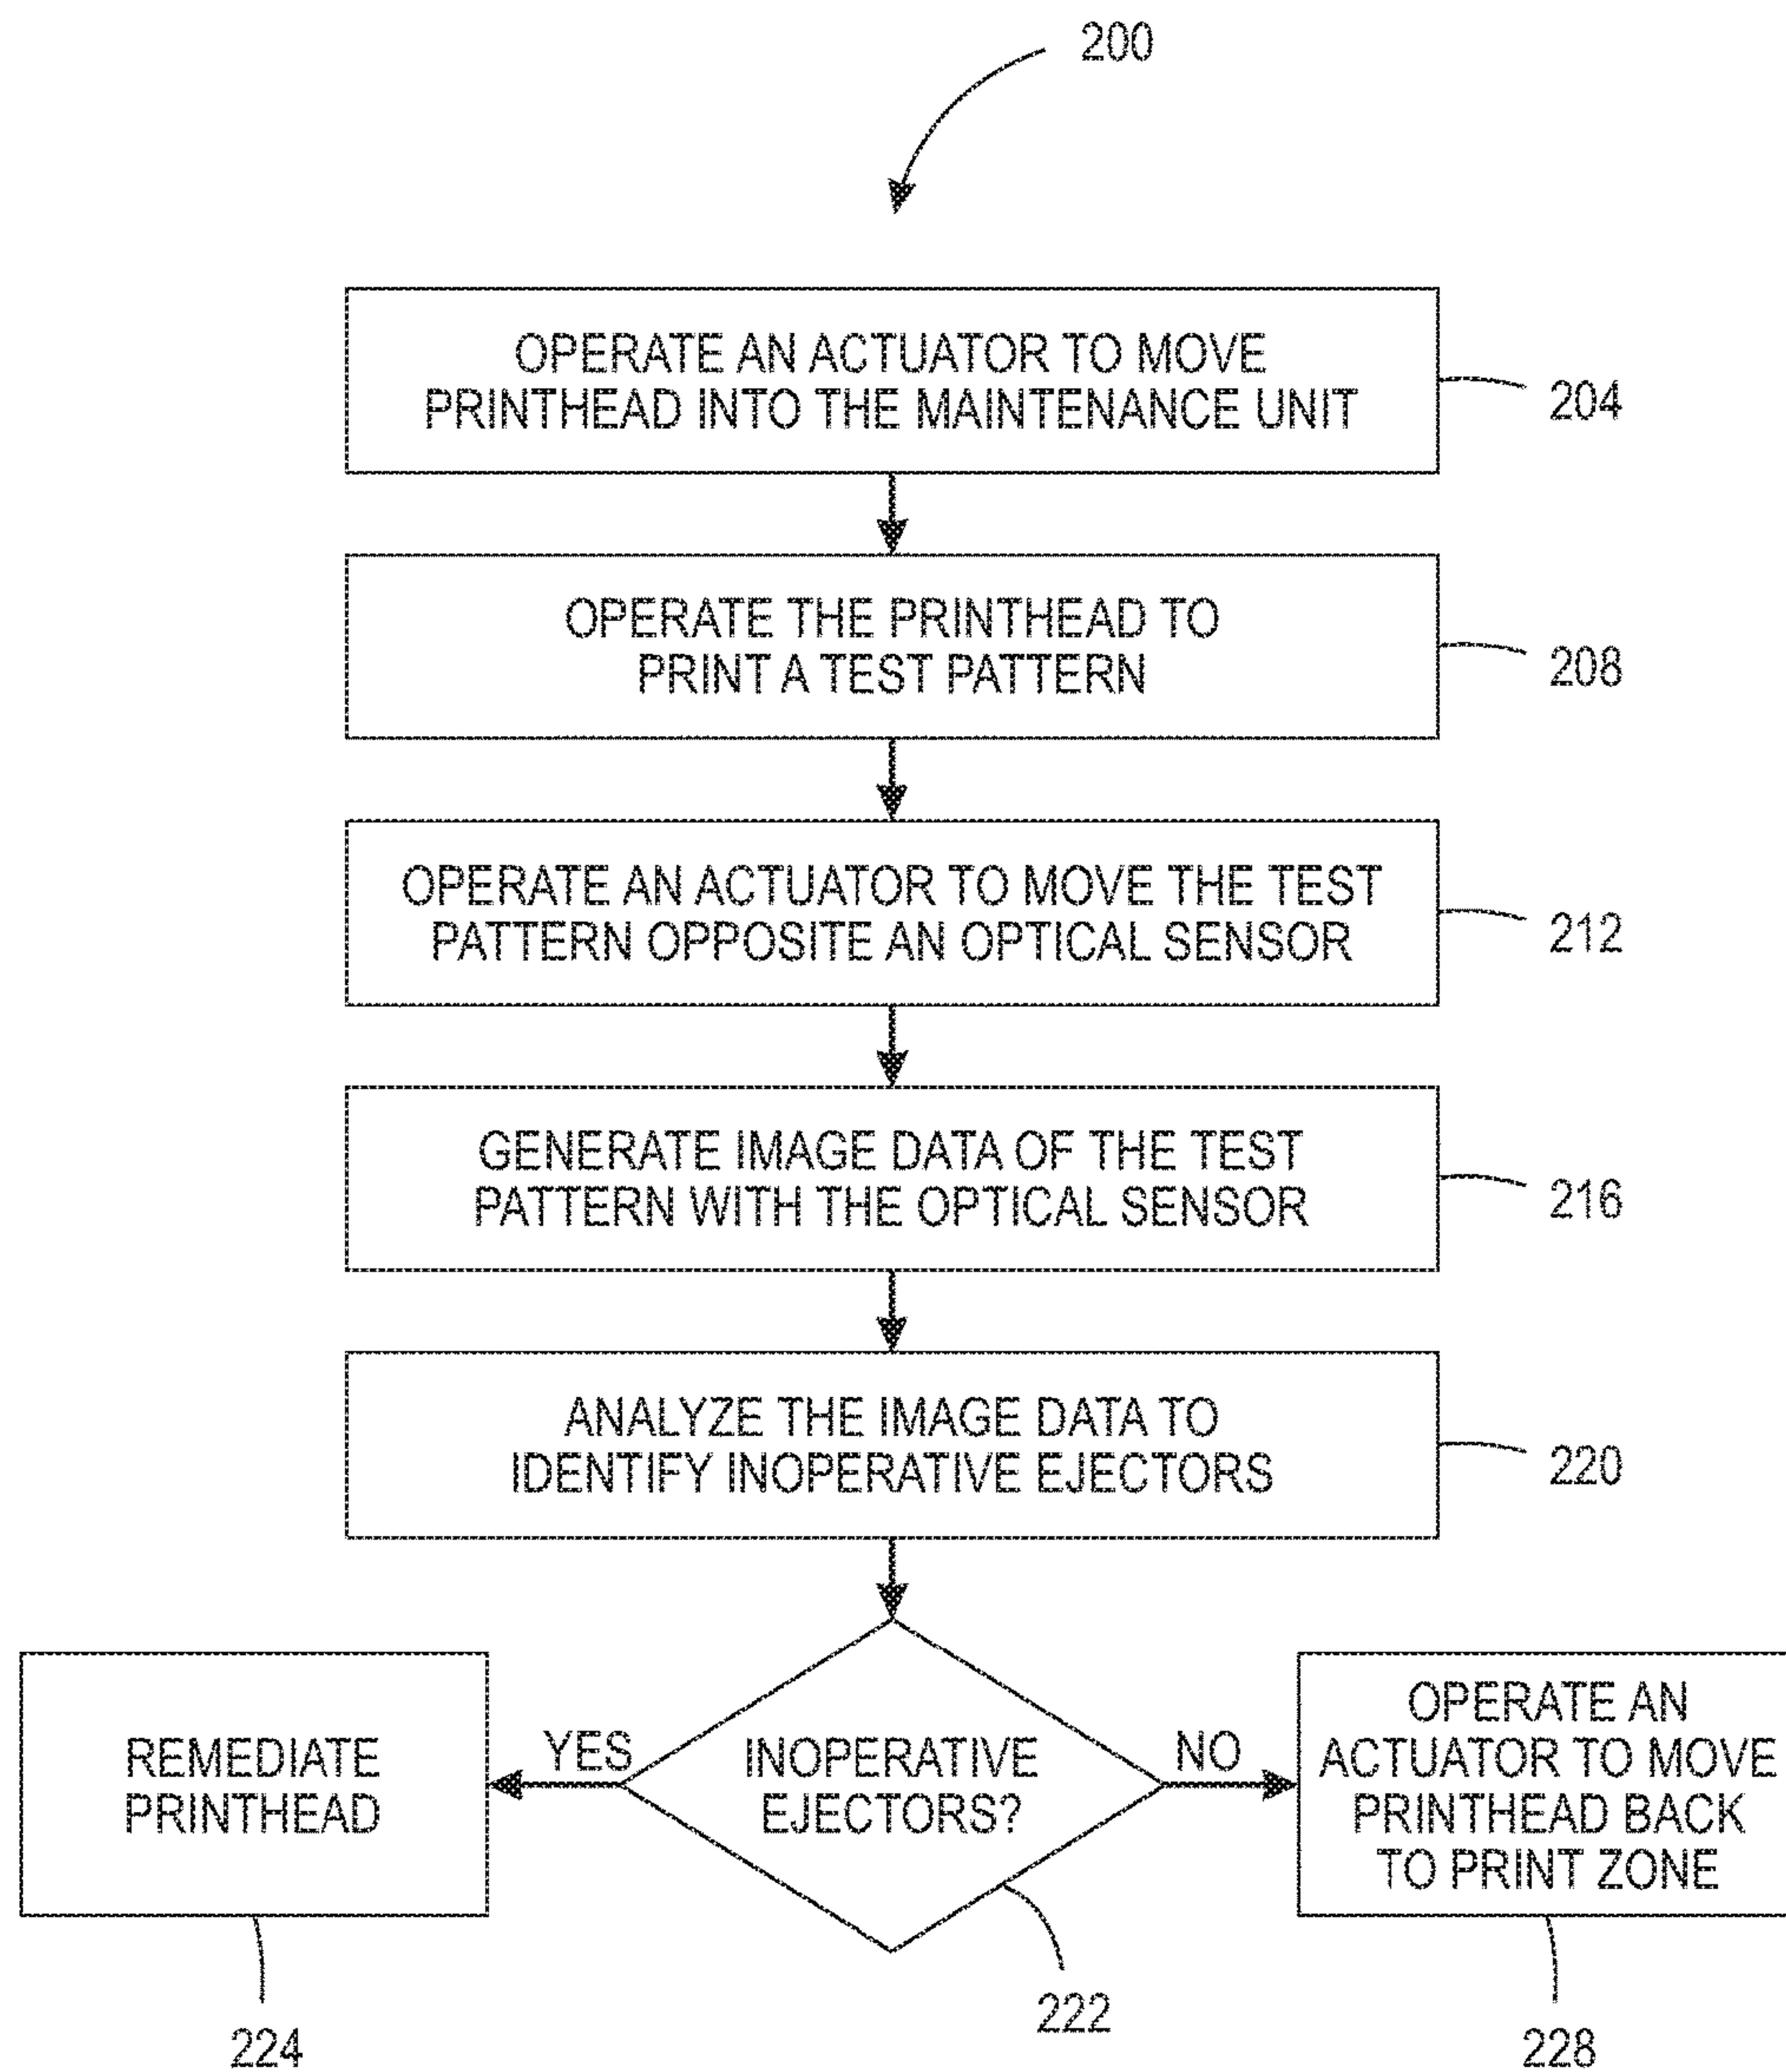 200
OPERATE AN ACTUATOR TO MOVE
PRINTHEAD INTO THE MAINTENANCE UNIT
204
OPERATE THE PRINTHEAD TO
PRINT A TEST PATTERN
208
OPERATE AN ACTUATOR TO MOVE THE TEST
PATTERN OPPOSITE AN OPTICAL SENSOR
212
GENERATE IMAGE DATA OF THE TEST
PATTERN WITH THE OPTICAL SENSOR
216
ANALYZE THE IMAGE DATA TO
IDENTIFY INOPERATIVE EJECTORS
220
REMEDIATE
PRINTHEAD
YES
INOPERATIVE
EJECTORS?
NO
OPERATE AN
ACTUATOR TO MOVE
PRINTHEAD BACK
TO PRINT ZONE
224
222
228